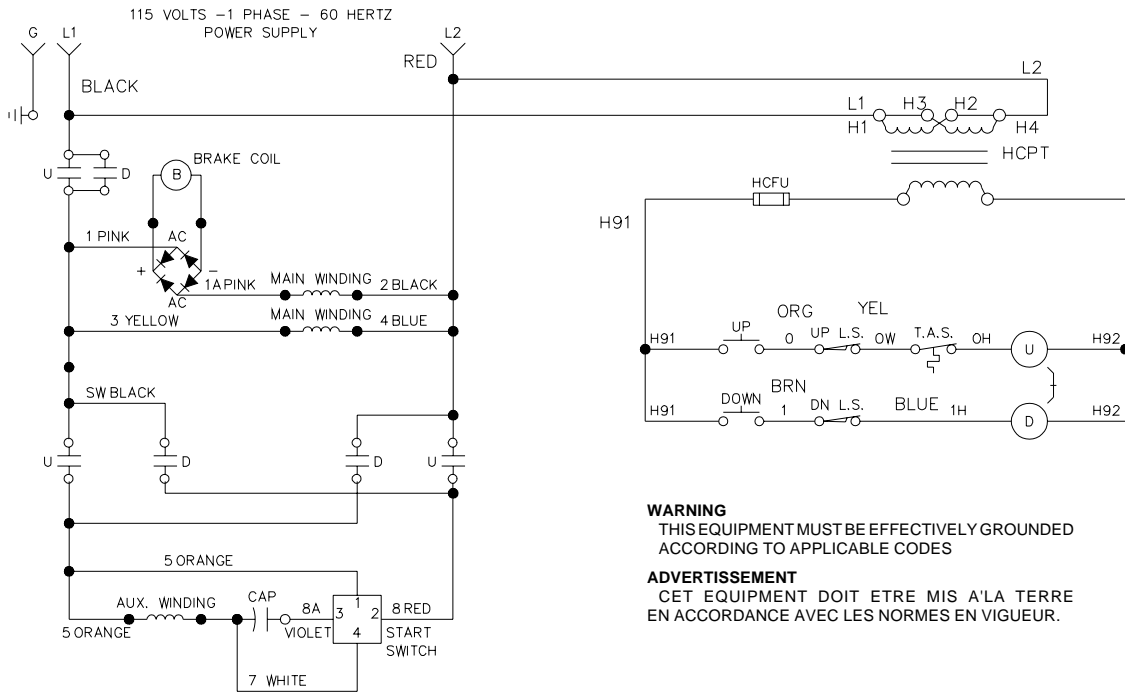 115 VOLTS -1 PHASE - 60 HERTZ
POWER SUPPLY
G
L1
L2
BLACK
RED
L2
L1
H3
H2
H1
H4
HCPT
U
D
BRAKE COIL
B
HCFU
H91
1 PINK
AC
+
-
AC
1A PINK
MAIN WINDING
2 BLACK
3 YELLOW
MAIN WINDING
4 BLUE
H91
UP
ORG
0
UP L.S.
YEL
OW
T.A.S.
OH
U
H92
SW BLACK
H91
DOWN
BRN
1
DN L.S.
BLUE
1H
D
H92
U
D
D
U
WARNING
THIS EQUIPMENT MUST BE EFFECTIVELY GROUNDED
ACCORDING TO APPLICABLE CODES
ADVERTISSEMENT
CET EQUIPMENT DOIT ETRE MIS A'LA TERRE
EN ACCORDANCE AVEC LES NORMES EN VIGUEUR.
5 ORANGE
AUX. WINDING
CAP
8A
1
3
2
4
8 RED
5 ORANGE
VIOLET
START
SWITCH
7 WHITE